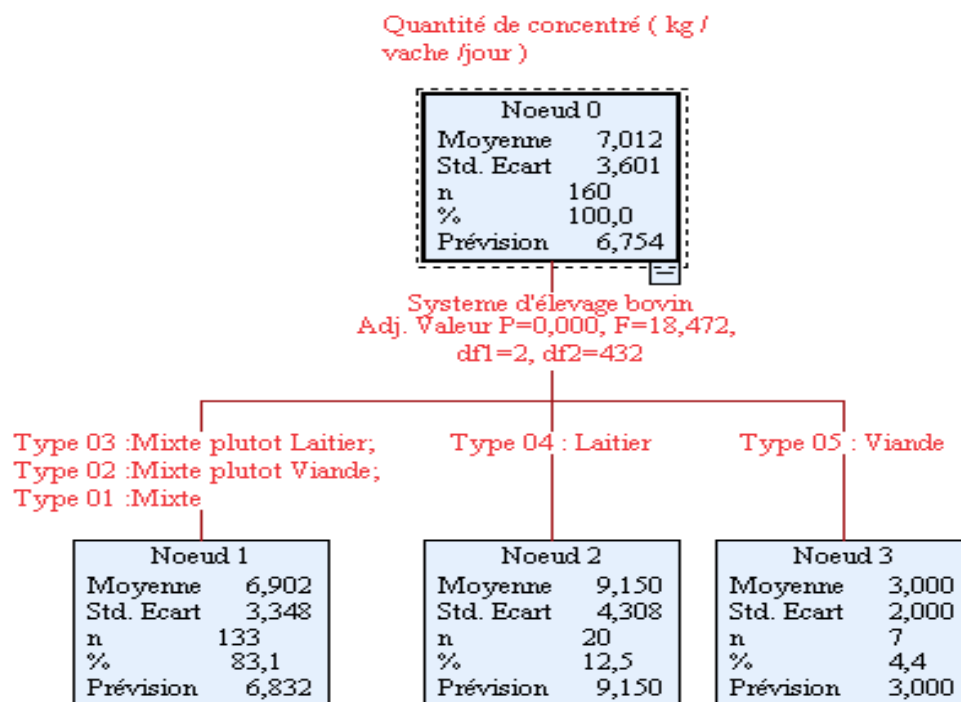 Quantité de concentré ( kg /
vache /jour )
Noeud 0
Moyenne 7,012
Std. Ecart 3,601
n 160
% 100,0
Prévision 6,754
Systeme d'élevage bovin
Adj. Valeur P=0,000, F=18,472,
df1=2, df2=432
Type 03 :Mixte plutot Laitier;
Type 02 :Mixte plutot Viande;
Type 01 :Mixte
Type 04 : Laitier
Type 05 : Viande
Noeud 1
Moyenne 6,902
Std. Ecart 3,348
n 133
% 83,1
Prévision 6,832
Noeud 2
Moyenne 9,150
Std. Ecart 4,308
n 20
% 12,5
Prévision 9,150
Noeud 3
Moyenne 3,000
Std. Ecart 2,000
n 7
% 4,4
Prévision 3,000